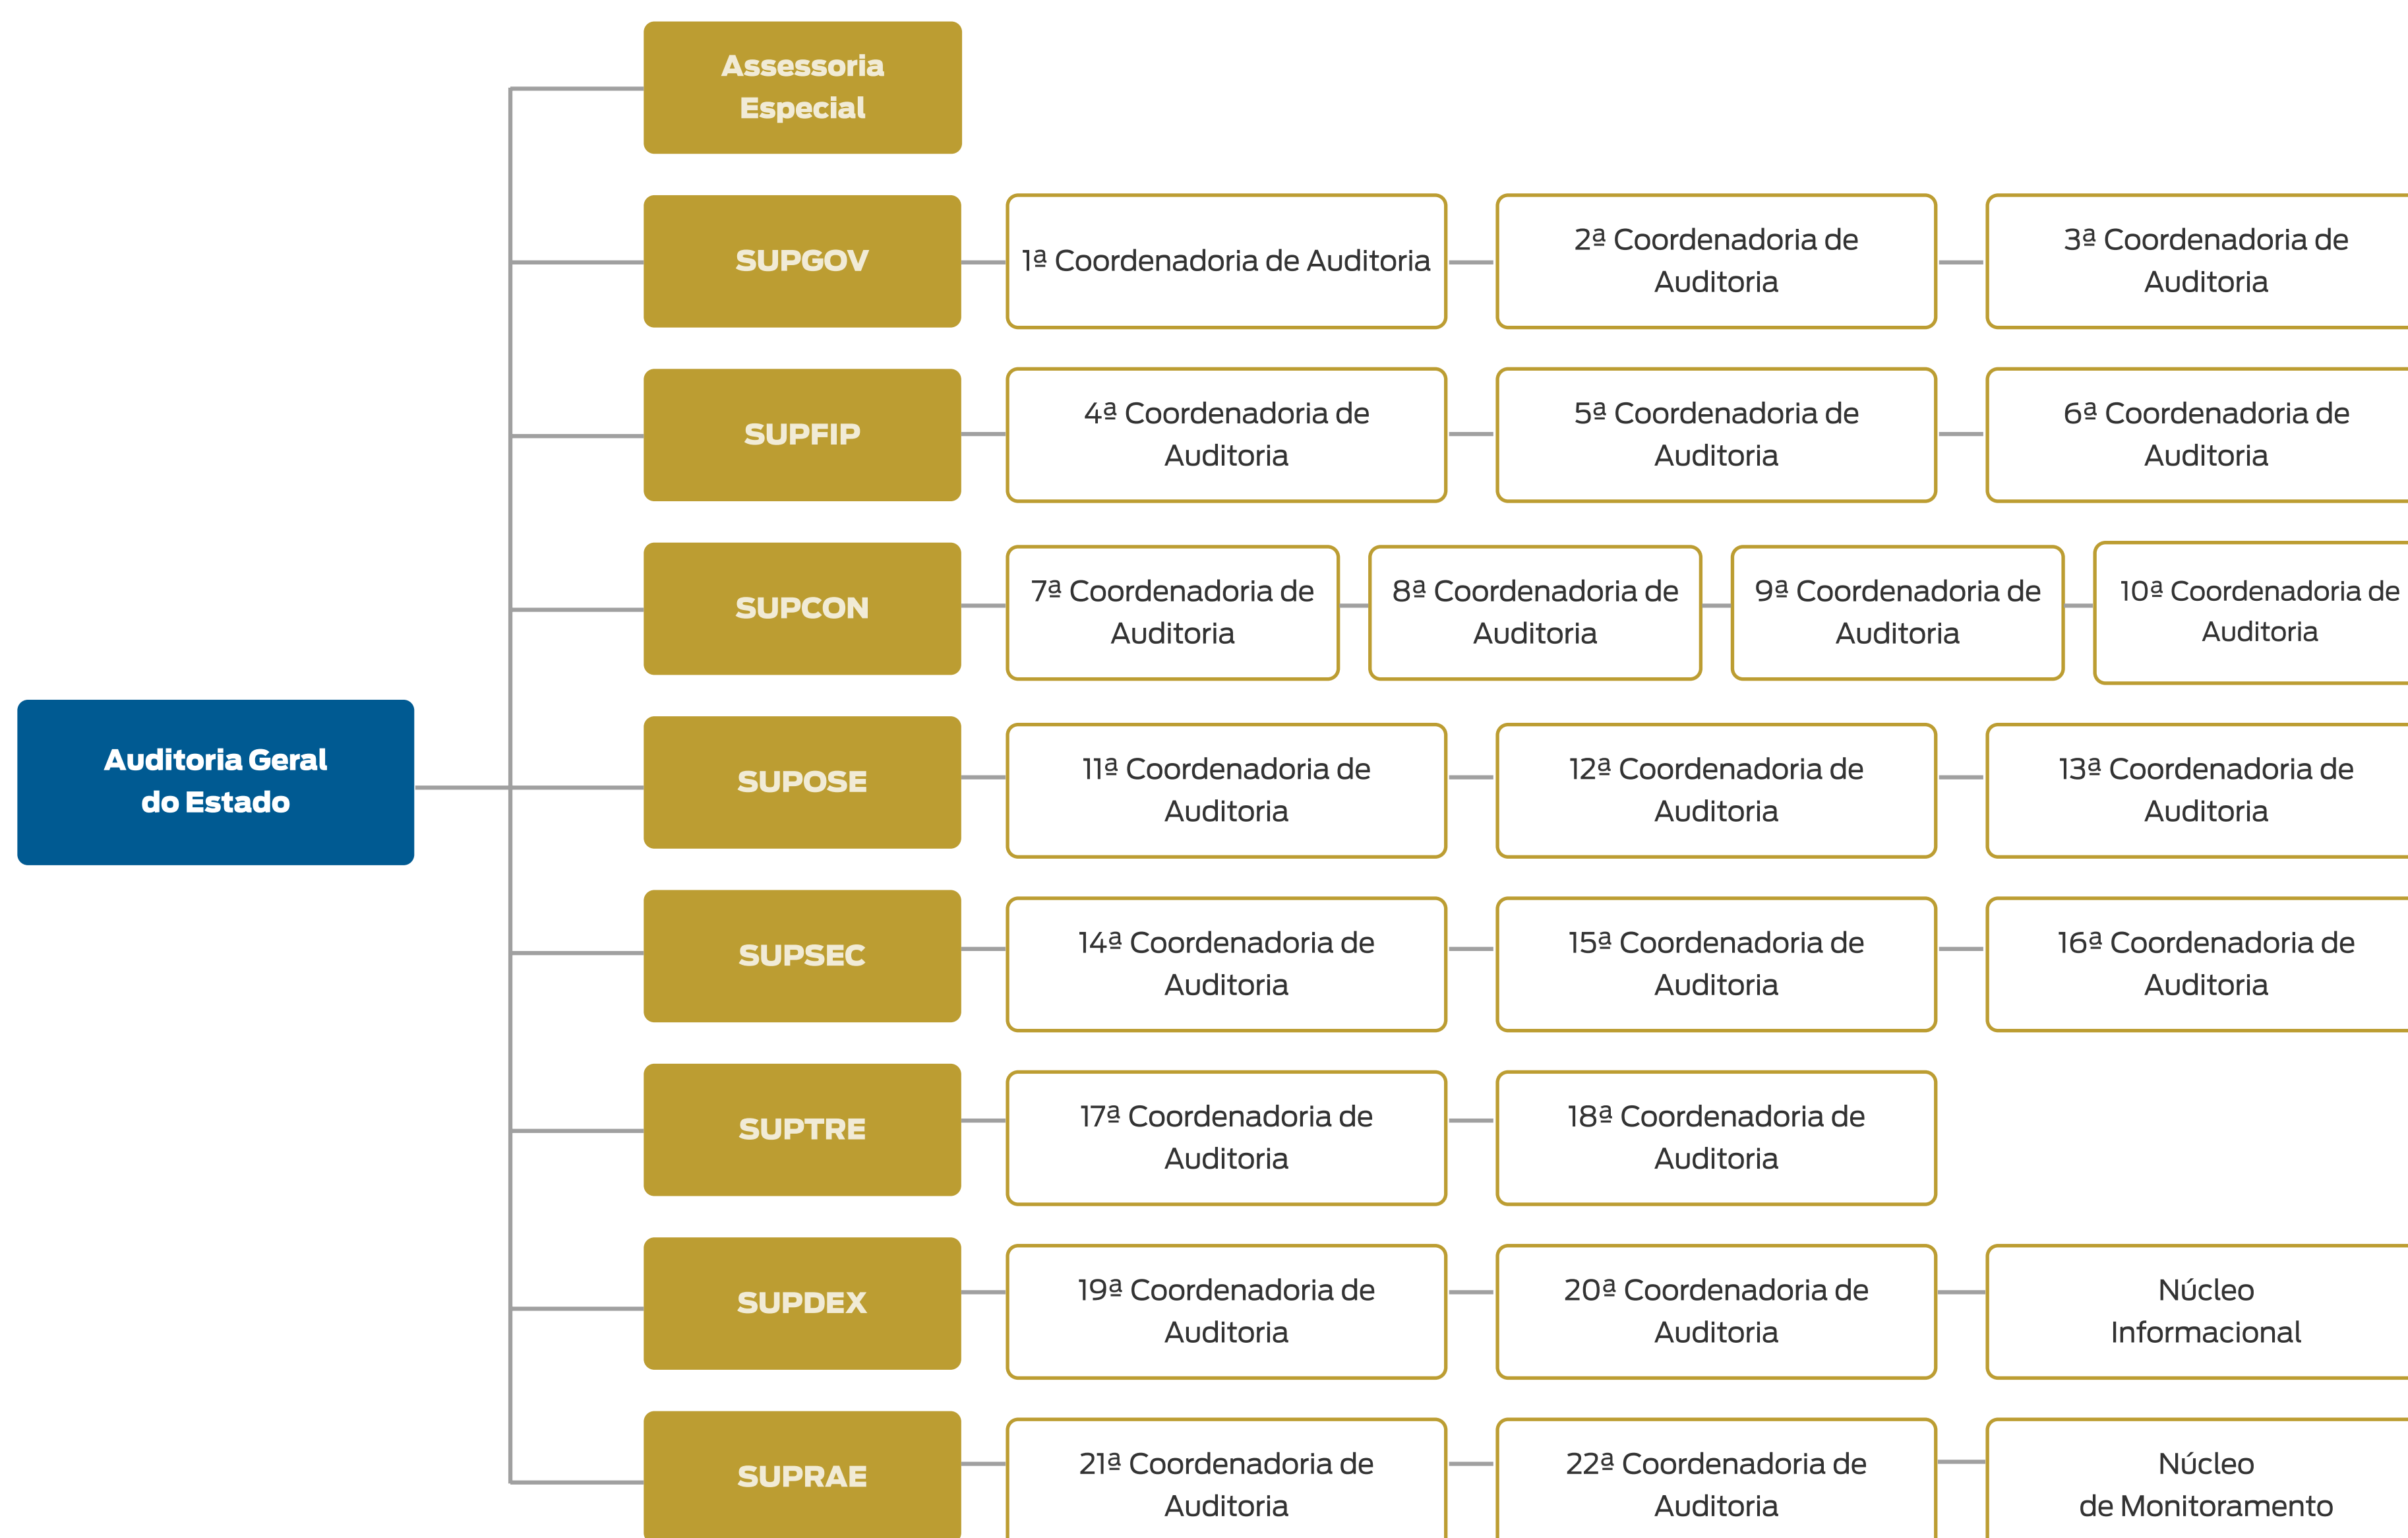 Assessoria
Especial
SUPGOV
1ª Coordenadoria de Auditoria
2ª Coordenadoria de
Auditoria
3ª Coordenadoria de
Auditoria
SUPFIP
4ª Coordenadoria de
Auditoria
5ª Coordenadoria de
Auditoria
6ª Coordenadoria de
Auditoria
SUPCON
7ª Coordenadoria de
Auditoria
8ª Coordenadoria de
Auditoria
9ª Coordenadoria de
Auditoria
10ª Coordenadoria de
Auditoria
Auditoria Geral
do Estado
SUPOSE
11ª Coordenadoria de
Auditoria
12ª Coordenadoria de
Auditoria
13ª Coordenadoria de
Auditoria
SUPSEC
14ª Coordenadoria de
Auditoria
15ª Coordenadoria de
Auditoria
16ª Coordenadoria de
Auditoria
SUPTRE
17ª Coordenadoria de
Auditoria
18ª Coordenadoria de
Auditoria
SUPDEX
19ª Coordenadoria de
Auditoria
20ª Coordenadoria de
Auditoria
Núcleo
Informacional
SUPRAE
21ª Coordenadoria de
Auditoria
22ª Coordenadoria de
Auditoria
Núcleo
de Monitoramento